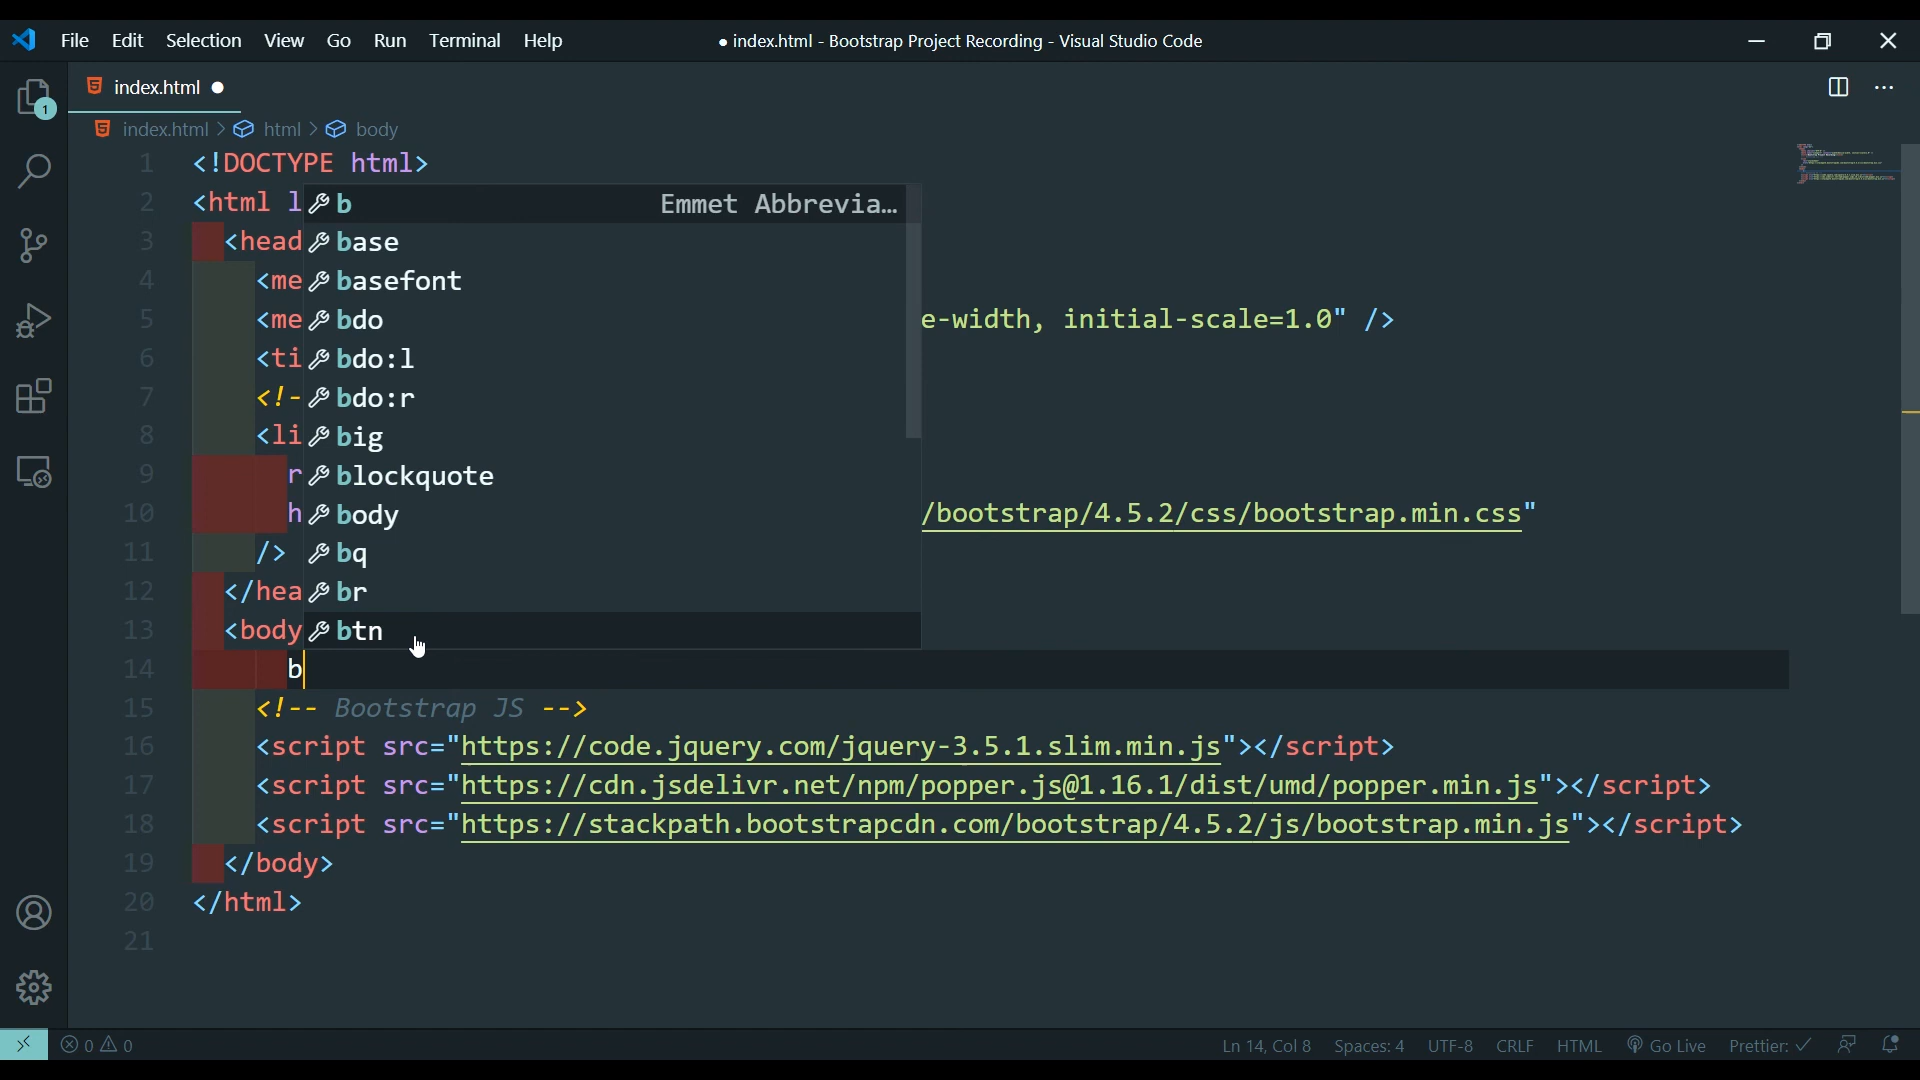 File Edit Selection View Go Run Terminal Help ● index.html - Bootstrap Project Recording - Visual Studio Code
index.html ●
1
index.html > html > body
1 <!DOCTYPE html>
2 <html l
b Emmet Abbrevia…
3 <head
base
4 <me
basefont
5 <me
bdo
e-width, initial-scale=1.0" />
6 <ti
bdo:l
7 <!-
bdo:r
8 <li
big
9 r
blockquote
10 h
body
/bootstrap/4.5.2/css/bootstrap.min.css"
11 />
bq
12 </hea
br
13 <body
btn
14 b
15 <!-- Bootstrap JS -->
16 <script src="https://code.jquery.com/jquery-3.5.1.slim.min.js"></script>
17 <script src="https://cdn.jsdelivr.net/npm/popper.js@1.16.1/dist/umd/popper.min.js"></script>
18 <script src="https://stackpath.bootstrapcdn.com/bootstrap/4.5.2/js/bootstrap.min.js"></script>
19 </body>
20 </html>
21
0 0 Ln 14, Col 8 Spaces: 4 UTF-8 CRLF HTML Go Live Prettier: ✓